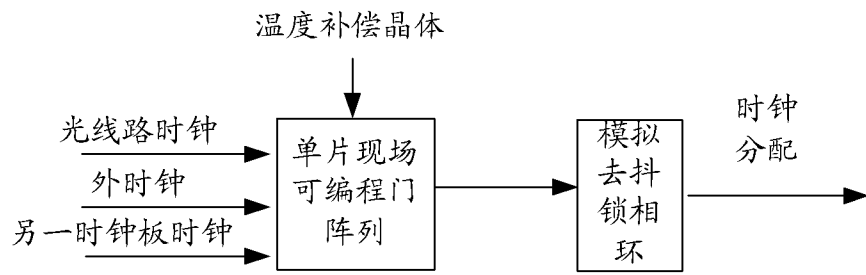 温度补偿晶体
光线路时钟
外时钟
另一时钟板时钟
单片现场
可编程门
阵列
模拟
去抖
锁相
环
时钟
分配